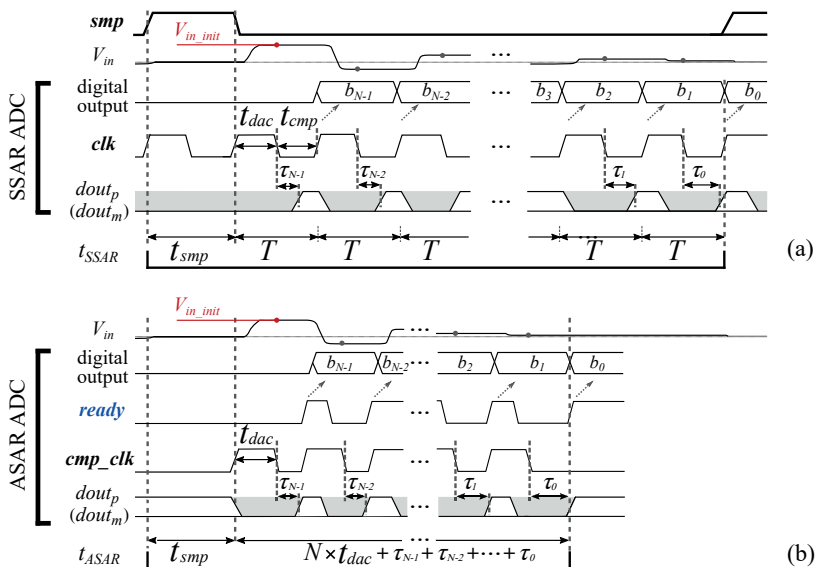 smp
V_in_init
V_in
SSAR ADC
digital output
b_N-1 b_N-2 ... b_3 b_2 b_1 b_0
t_dac t_cmp
clk
...
τ_N-1 τ_N-2 τ_1 τ_0
dout_p
(dout_m)
...
t_SSAR t_smp T T T ... T T
(a)
V_in_init
V_in
...
ASAR ADC
digital output
b_N-1 b_N-2 ... b_2 b_1 b_0
ready
...
t_dac
cmp_clk
...
τ_N-1 τ_N-2 τ_1 τ_0
dout_p
(dout_m)
...
t_ASAR t_smp N × t_dac + τ_N-1 + τ_N-2 + ··· + τ_0
...
(b)